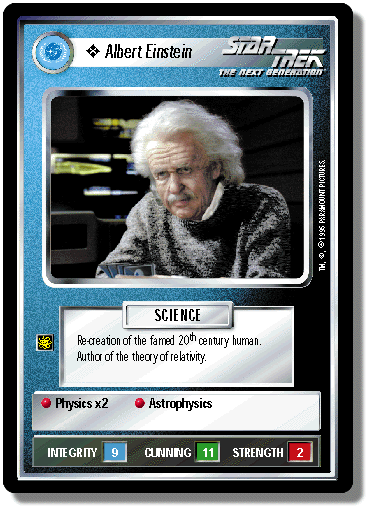 ❖ Albert Einstein
STAR TREK
THE NEXT GENERATION®
TM, ®, & © 1995 PARAMOUNT PICTURES.
SCIENCE
Re-creation of the famed 20th century human.
Author of the theory of relativity.
Physics x2 Astrophysics
INTEGRITY 9 CUNNING 11 STRENGTH 2